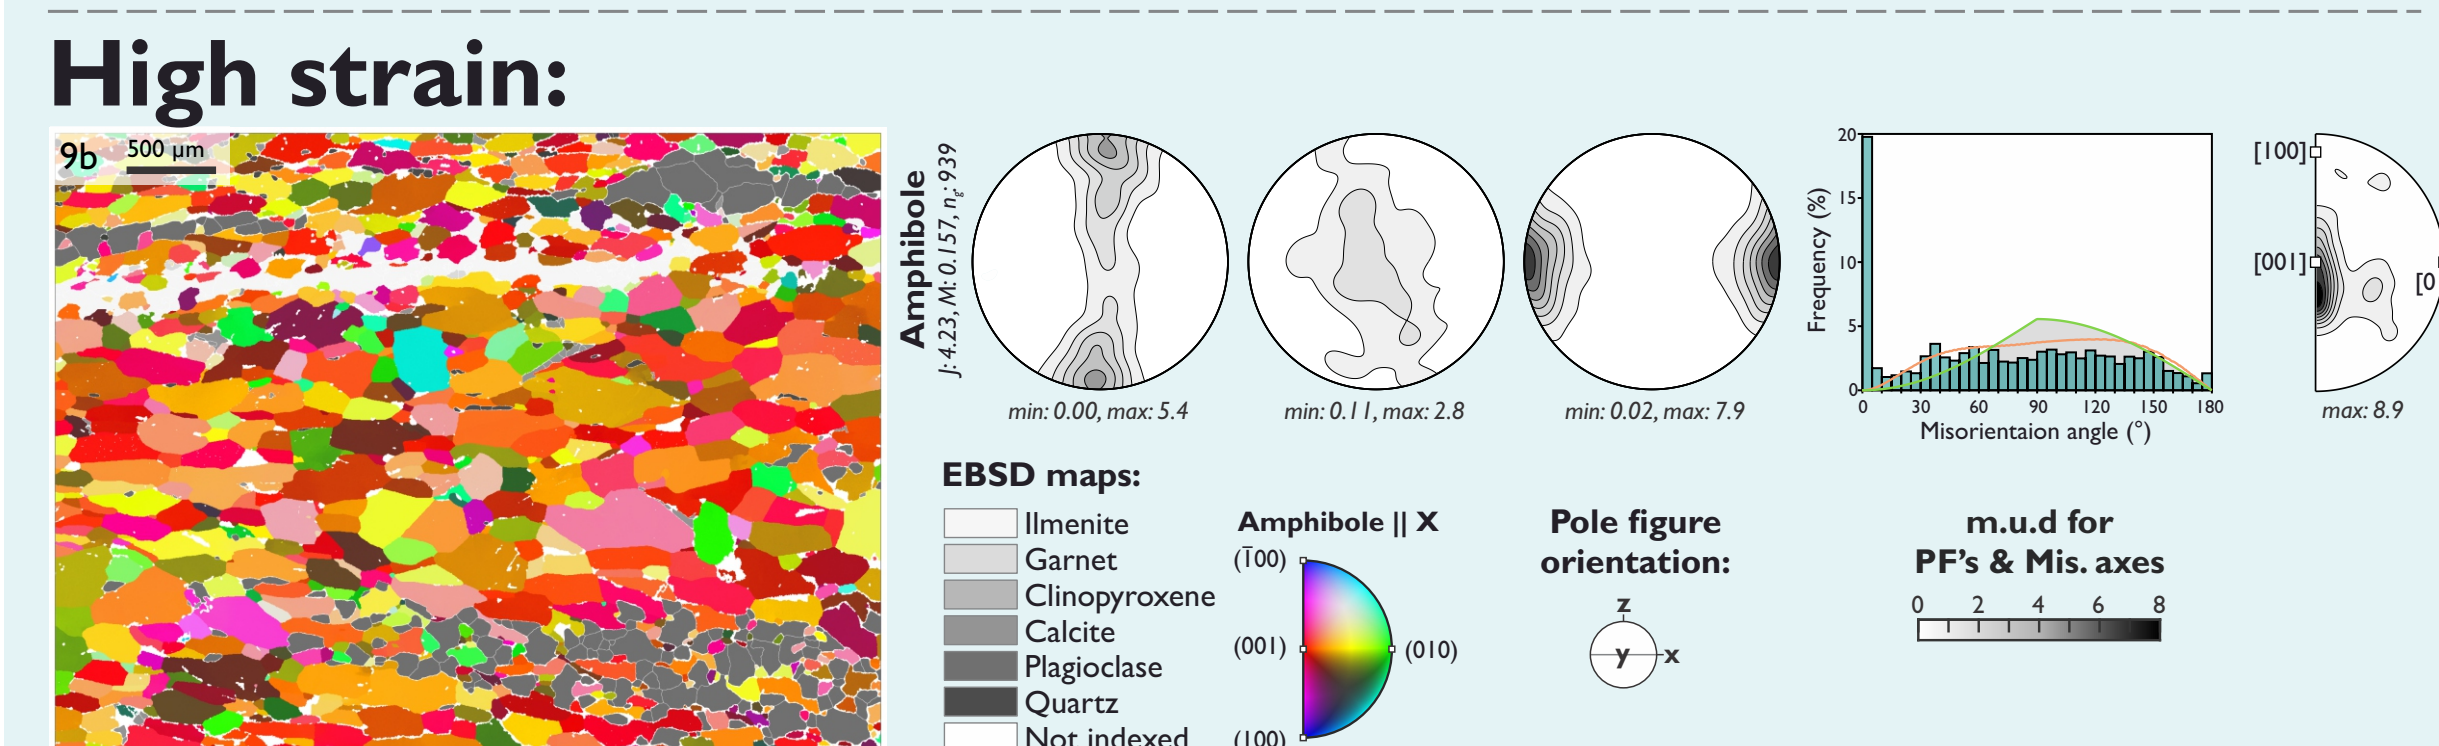 High strain:
9b
500 µm
Amphibole
J: 4.23, M: 0.157, ng: 939
min: 0.00, max: 5.4
min: 0.11, max: 2.8
min: 0.02, max: 7.9
Frequency (%)
20
15
10
5
0
0 30 60 90 120 150 180
Misorientaion angle (°)
[100]
[001]
[0
max: 8.9
EBSD maps:
Ilmenite
Garnet
Clinopyroxene
Calcite
Plagioclase
Quartz
Not indexed
Amphibole || X
(1̅00)
(001)
(010)
(100)
Pole figure
orientation:
z
y
x
m.u.d for
PF's & Mis. axes
0 2 4 6 8